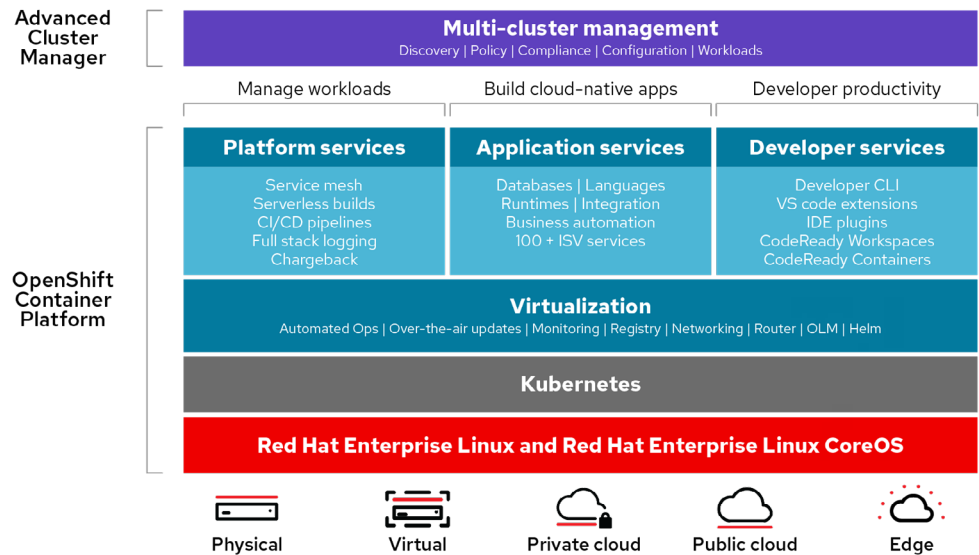 Advanced
Cluster
Manager
Multi-cluster management
Discovery | Policy | Compliance | Configuration | Workloads
Manage workloads
Build cloud-native apps
Developer productivity
OpenShift
Container
Platform
Platform services
Service mesh
Serverless builds
CI/CD pipelines
Full stack logging
Chargeback
Application services
Databases | Languages
Runtimes | Integration
Business automation
100 + ISV services
Developer services
Developer CLI
VS code extensions
IDE plugins
CodeReady Workspaces
CodeReady Containers
Virtualization
Automated Ops | Over-the-air updates | Monitoring | Registry | Networking | Router | OLM | Helm
Kubernetes
Red Hat Enterprise Linux and Red Hat Enterprise Linux CoreOS
Physical
Virtual
Private cloud
Public cloud
Edge